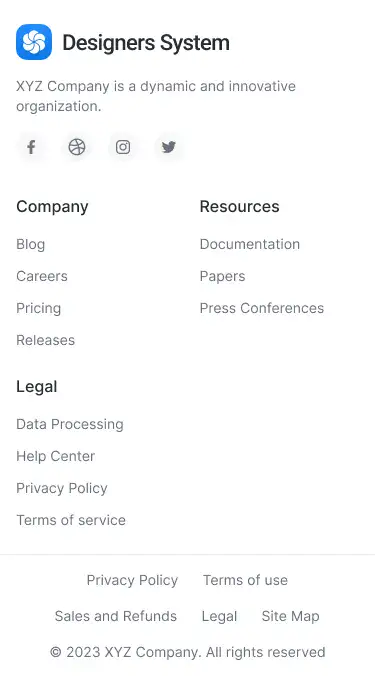 Designers System
XYZ Company is a dynamic and innovative
organization.
Company
Blog
Careers
Pricing
Releases
Resources
Documentation
Papers
Press Conferences
Legal
Data Processing
Help Center
Privacy Policy
Terms of service
Privacy Policy Terms of use
Sales and Refunds Legal Site Map
© 2023 XYZ Company. All rights reserved